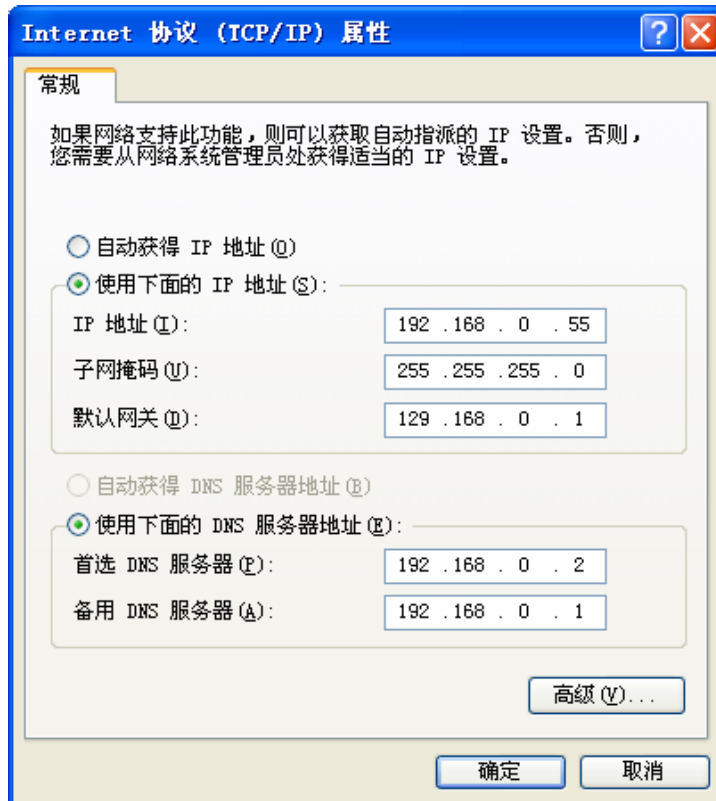 Internet 协议 (TCP/IP) 属性
常规
如果网络支持此功能，则可以获取自动指派的 IP 设置。否则，
您需要从网络系统管理员处获得适当的 IP 设置。
自动获得 IP 地址(O)
使用下面的 IP 地址(S):
IP 地址(I): 192 .168 . 0 . 55
子网掩码(U): 255 .255 .255 . 0
默认网关(D): 129 .168 . 0 . 1
自动获得 DNS 服务器地址(B)
使用下面的 DNS 服务器地址(E):
首选 DNS 服务器(P): 192 .168 . 0 . 2
备用 DNS 服务器(A): 192 .168 . 0 . 1
高级(V)...
确定 取消